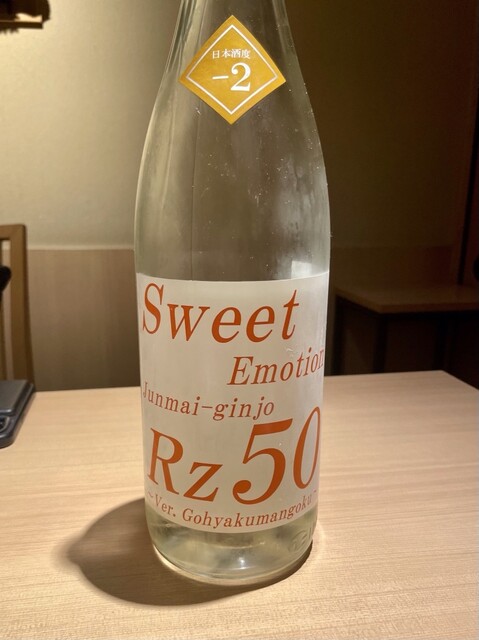 日本酒度
-2
Sweet
Emotion
Junmai-ginjo
Rz50
~Ver. Gohyakumangoku~